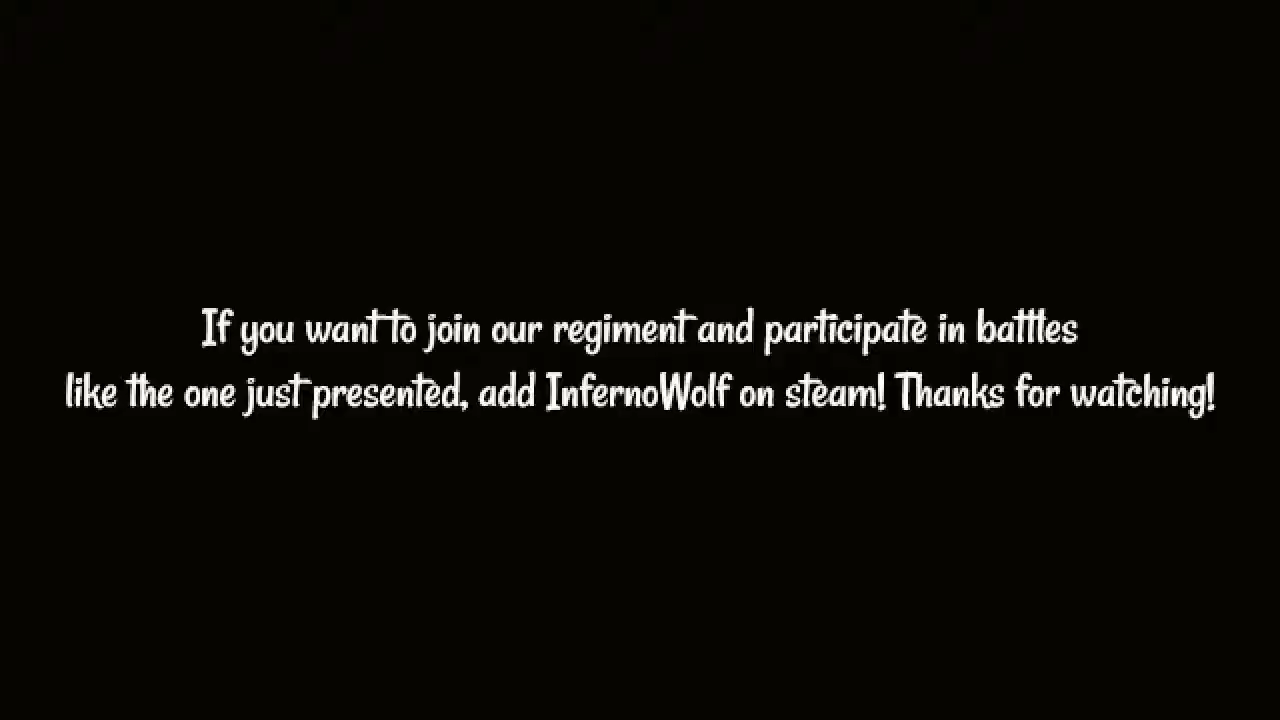 If you want to join our regiment and participate in battles
like the one just presented, add InfernoWolf on steam! Thanks for watching!